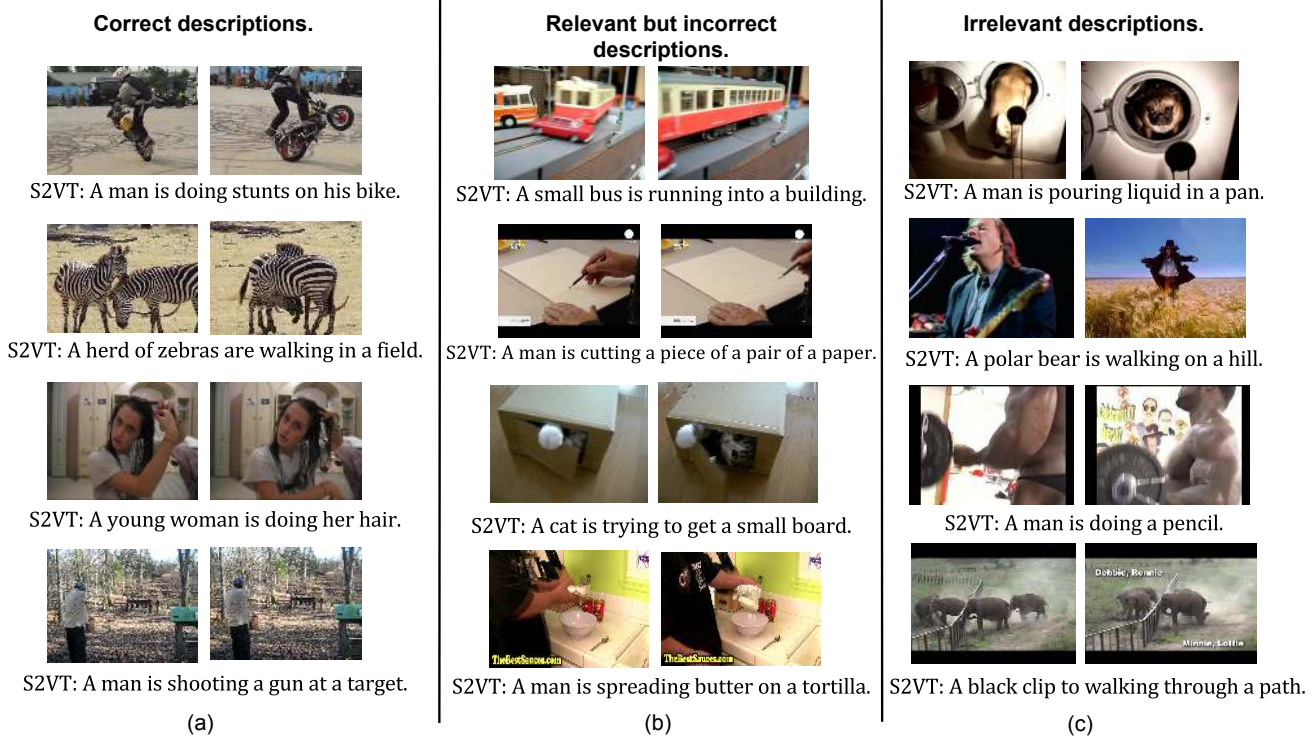 Correct descriptions.
S2VT: A man is doing stunts on his bike.
S2VT: A herd of zebras are walking in a field.
S2VT: A young woman is doing her hair.
S2VT: A man is shooting a gun at a target.
(a)
Relevant but incorrect
descriptions.
S2VT: A small bus is running into a building.
S2VT: A man is cutting a piece of a pair of a paper.
S2VT: A cat is trying to get a small board.
TheBestSauces.com
TheBestSauces.com
S2VT: A man is spreading butter on a tortilla.
(b)
Irrelevant descriptions.
S2VT: A man is pouring liquid in a pan.
S2VT: A polar bear is walking on a hill.
S2VT: A man is doing a pencil.
Debbie, Ronnie
Minnie, Lottie
S2VT: A black clip to walking through a path.
(c)